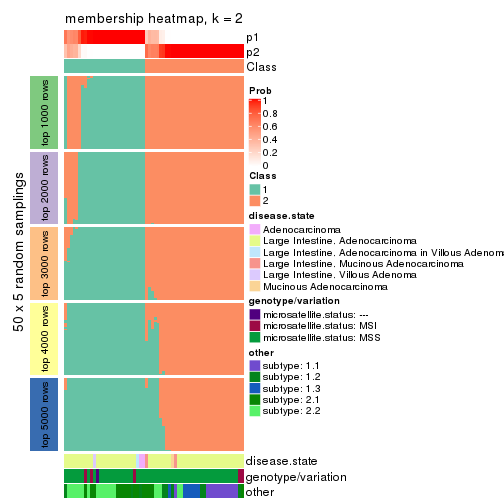 membership heatmap, k = 2
p1
p2
Class
50 x 5 random samplings
top 1000 rows
top 2000 rows
top 3000 rows
top 4000 rows
top 5000 rows
Prob
1
0.8
0.6
0.4
0.2
0
Class
1
2
disease.state
Adenocarcinoma
Large Intestine. Adenocarcinoma
Large Intestine. Adenocarcinoma in Villous Adenom
Large Intestine. Mucinous Adenocarcinoma
Large Intestine. Villous Adenoma
Mucinous Adenocarcinoma
genotype/variation
microsatellite.status: ---
microsatellite.status: MSI
microsatellite.status: MSS
other
subtype: 1.1
subtype: 1.2
subtype: 1.3
subtype: 2.1
subtype: 2.2
disease.state
genotype/variation
other